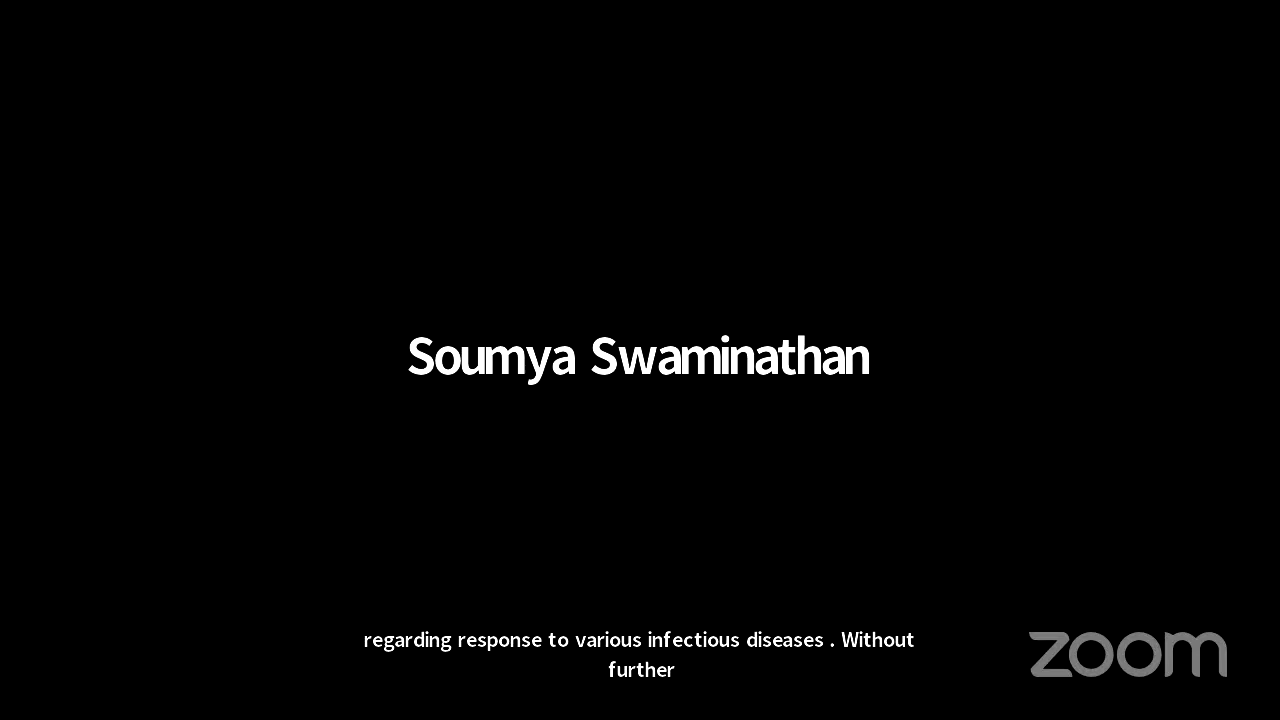 Soumya Swaminathan
regarding response to various infectious diseases . Without
further
zoom